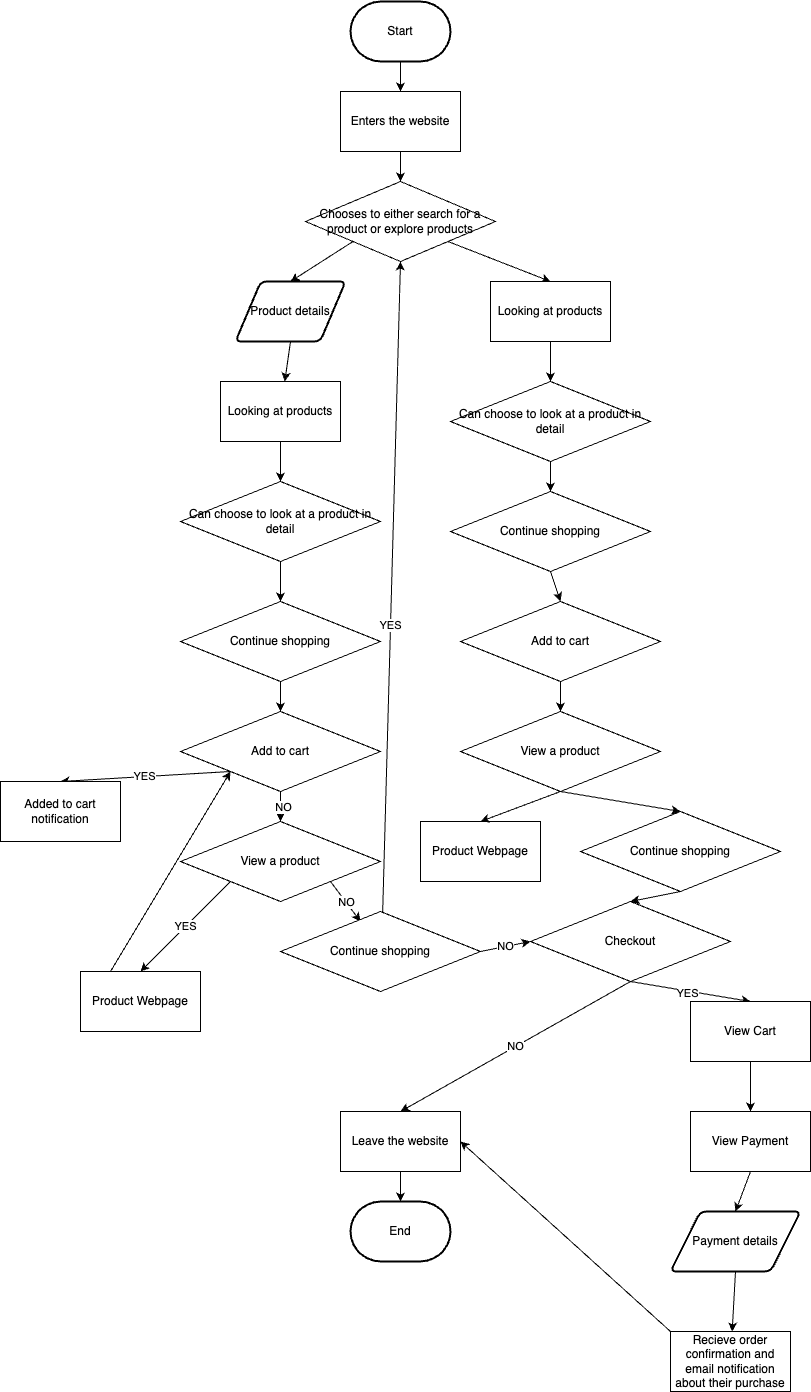 Start
Enters the website
Chooses to either search for a
product or explore products
Product details
Looking at products
Looking at products
Can choose to look at a product in
detail
Can choose to look at a product in
detail
Continue shopping
YES
Continue shopping
Add to cart
Add to cart
View a product
YES
Added to cart
notification
NO
View a product
Product Webpage
Continue shopping
NO
YES
Continue shopping
NO
Checkout
Product Webpage
YES
View Cart
NO
Leave the website
View Payment
End
Payment details
Recieve order
confirmation and
email notification
about their purchase